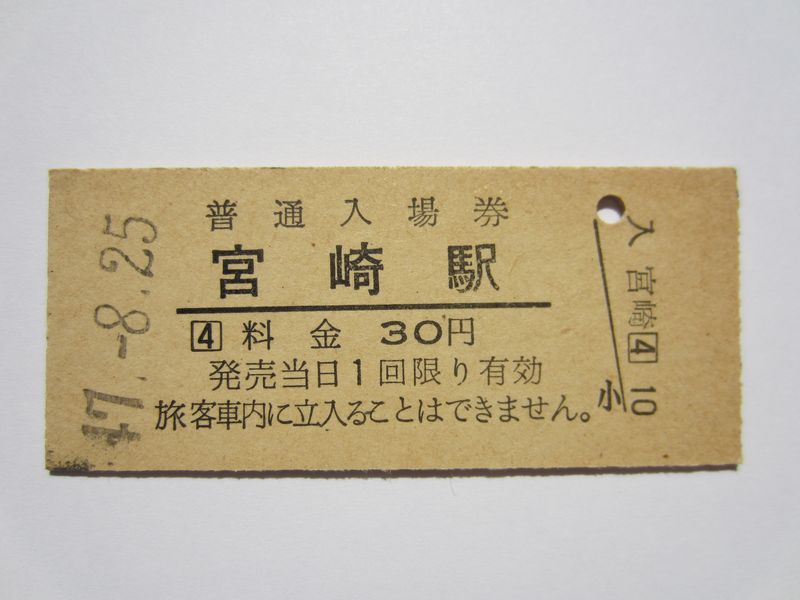 普通入場券
宮崎駅
4 料金 30円
発売当日1回限り有効
旅客車内に立入ることはできません。
47.-8.25
入 宮崎 4 10
小